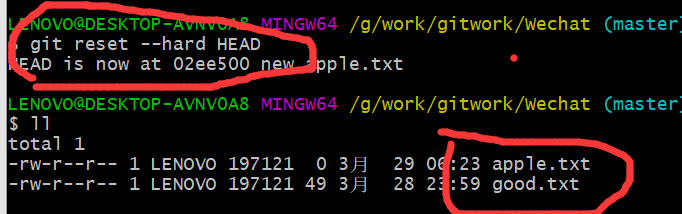 LENOVO@DESKTOP-AVNV0A8 MINGW64 /g/work/gitwork/Wechat (master)
$ git reset --hard HEAD
HEAD is now at 02ee500 new apple.txt
LENOVO@DESKTOP-AVNV0A8 MINGW64 /g/work/gitwork/Wechat (master)
$ ll
total 1
-rw-r--r-- 1 LENOVO 197121  0 3月  29 06:23 apple.txt
-rw-r--r-- 1 LENOVO 197121 49 3月  28 23:59 good.txt